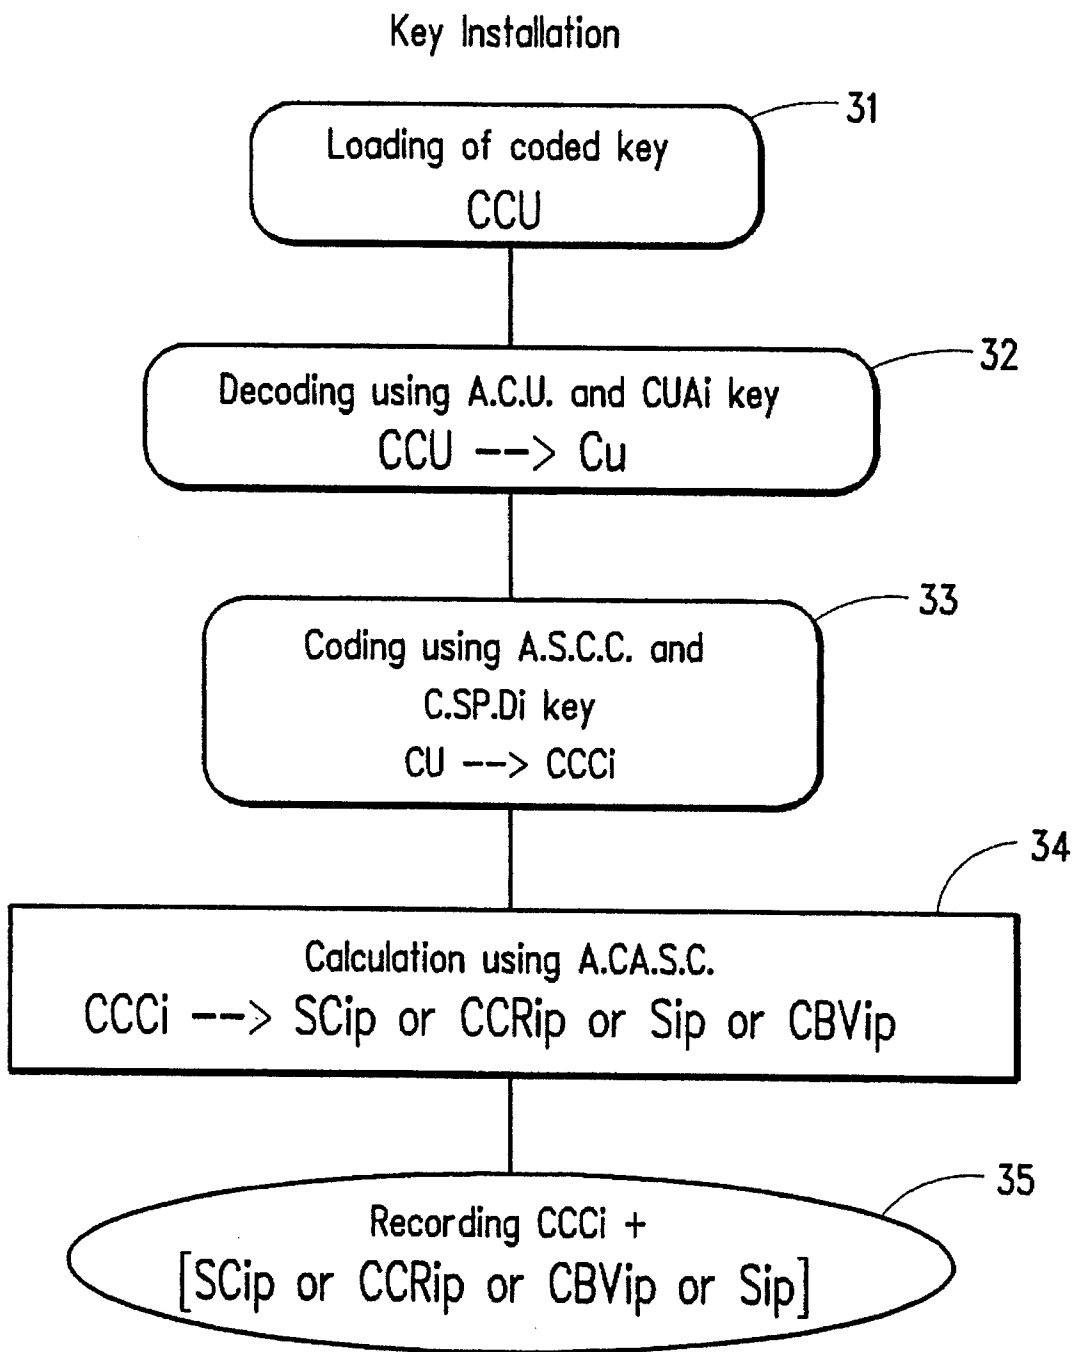 Key Installation
31
Loading of coded key
CCU
32
Decoding using A.C.U. and CUAi key
CCU --> Cu
33
Coding using A.S.C.C. and
C.SP.Di key
CU --> CCCi
34
Calculation using A.CA.S.C.
CCCi --> SCip or CCRip or Sip or CBVip
35
Recording CCCi +
[SCip or CCRip or CBVip or Sip]